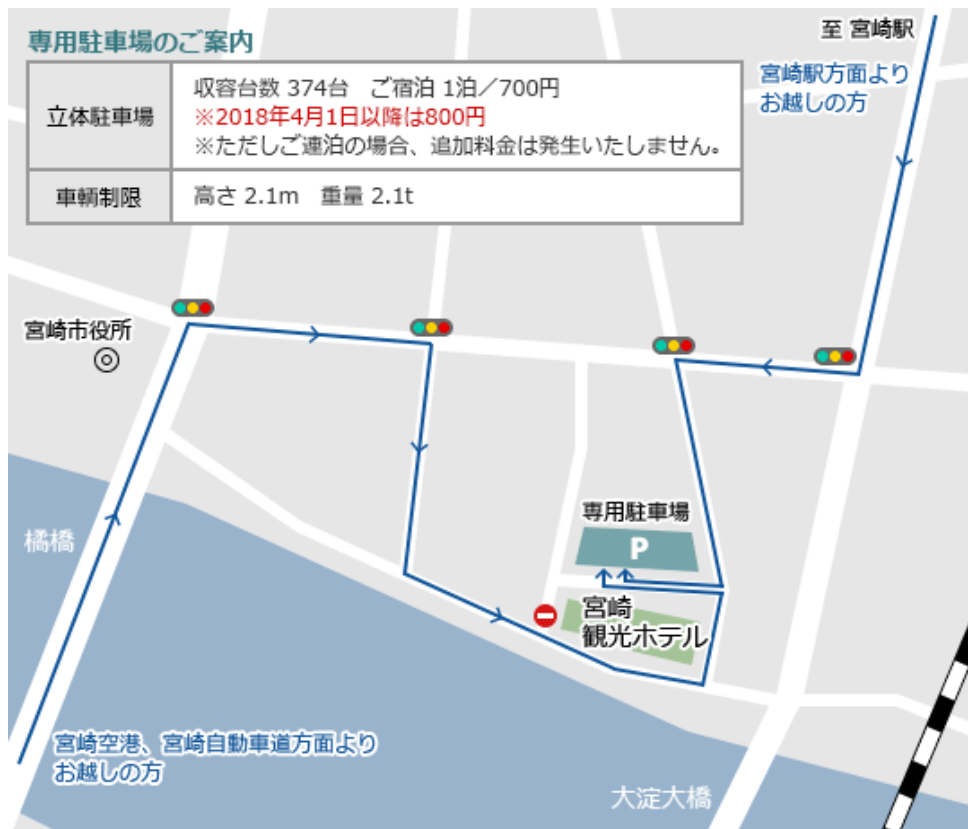 専用駐車場のご案内
立体駐車場
収容台数 374台　ご宿泊 1泊／700円
※2018年4月1日以降は800円
※ただしご連泊の場合、追加料金は発生いたしません。
車輌制限
高さ 2.1m　重量 2.1t
至 宮崎駅
宮崎駅方面より
お越しの方
宮崎市役所
専用駐車場
P
橘橋
宮崎
観光ホテル
宮崎空港、宮崎自動車道方面より
お越しの方
大淀大橋